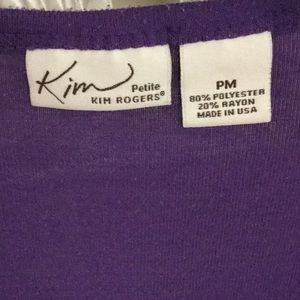 Kim
Petite
KIM ROGERS®
PM
80% POLYESTER
20% RAYON
MADE IN USA